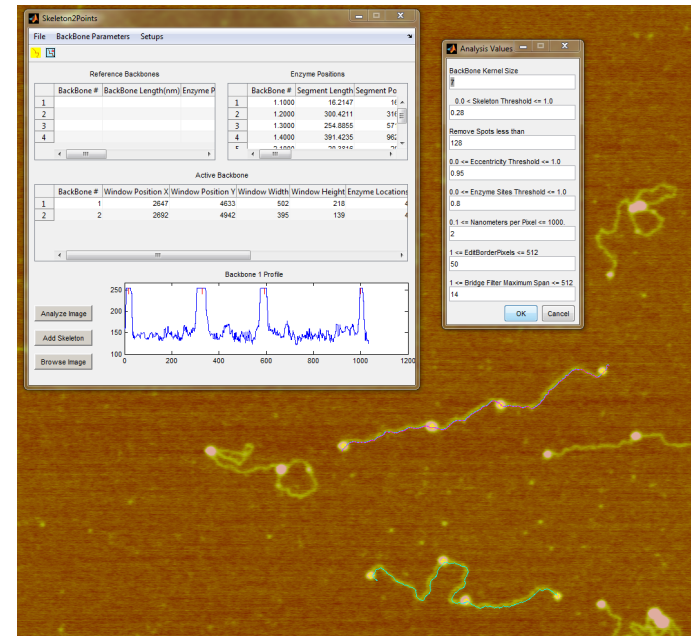 Skeleton2Points
File BackBone Parameters Setups
Reference Backbones
BackBone # BackBone Length(nm) Enzyme P
1
2
3
4
Enzyme Positions
BackBone # Segment Length Segment Po
1 1.1000 16.2147 16
2 1.2000 300.4211 316
3 1.3000 254.8855 571
4 1.4000 391.4235 962
Active Backbone
BackBone # Window Position X Window Position Y Window Width Window Height Enzyme Locations
1 1 2647 4633 502 218 4
2 2 2692 4942 395 139 4
Analyze Image
Add Skeleton
Browse Image
Backbone 1 Profile
250
200
150
100
0 200 400 600 800 1000 1200
Analysis Values
BackBone Kernel Size
7
0.0 < Skeleton Threshold <= 1.0
0.28
Remove Spots less than
128
0.0 <= Eccentricity Threshold <= 1.0
0.95
0.0 <= Enzyme Sites Threshold <= 1.0
0.8
0.1 <= Nanometers per Pixel <= 1000.
2
1 <= EditBorderPixels <= 512
50
1 <= Bridge Filter Maximum Span <= 512
14
OK Cancel